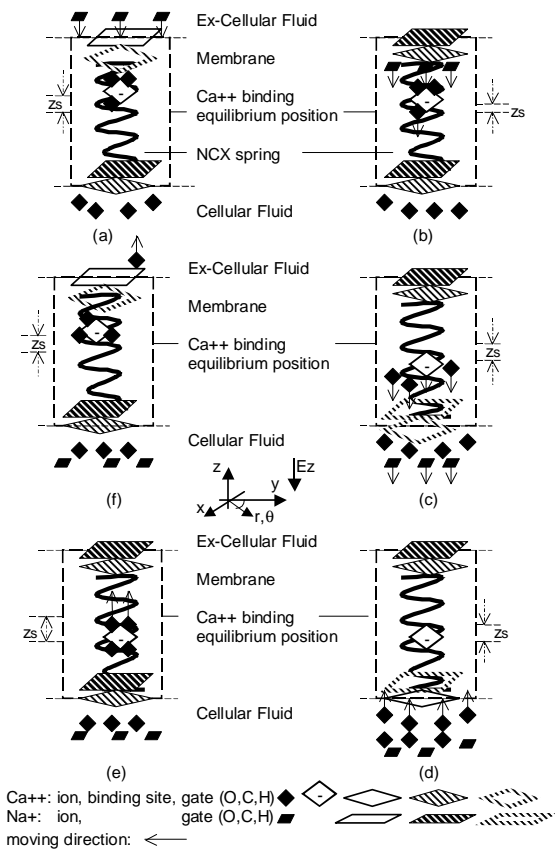 Ex-Cellular Fluid
Membrane
Ca++ binding
equilibrium position
zs
zs
NCX spring
Cellular Fluid
(a)
(b)
Ex-Cellular Fluid
Membrane
Ca++ binding
equilibrium position
zs
zs
Cellular Fluid
(f)
z
y
x
r,θ
Ez
(c)
Ex-Cellular Fluid
Membrane
Ca++ binding
equilibrium position
zs
zs
Cellular Fluid
(e)
(d)
Ca++: ion, binding site, gate (O,C,H)
Na+: ion, gate (O,C,H)
moving direction: